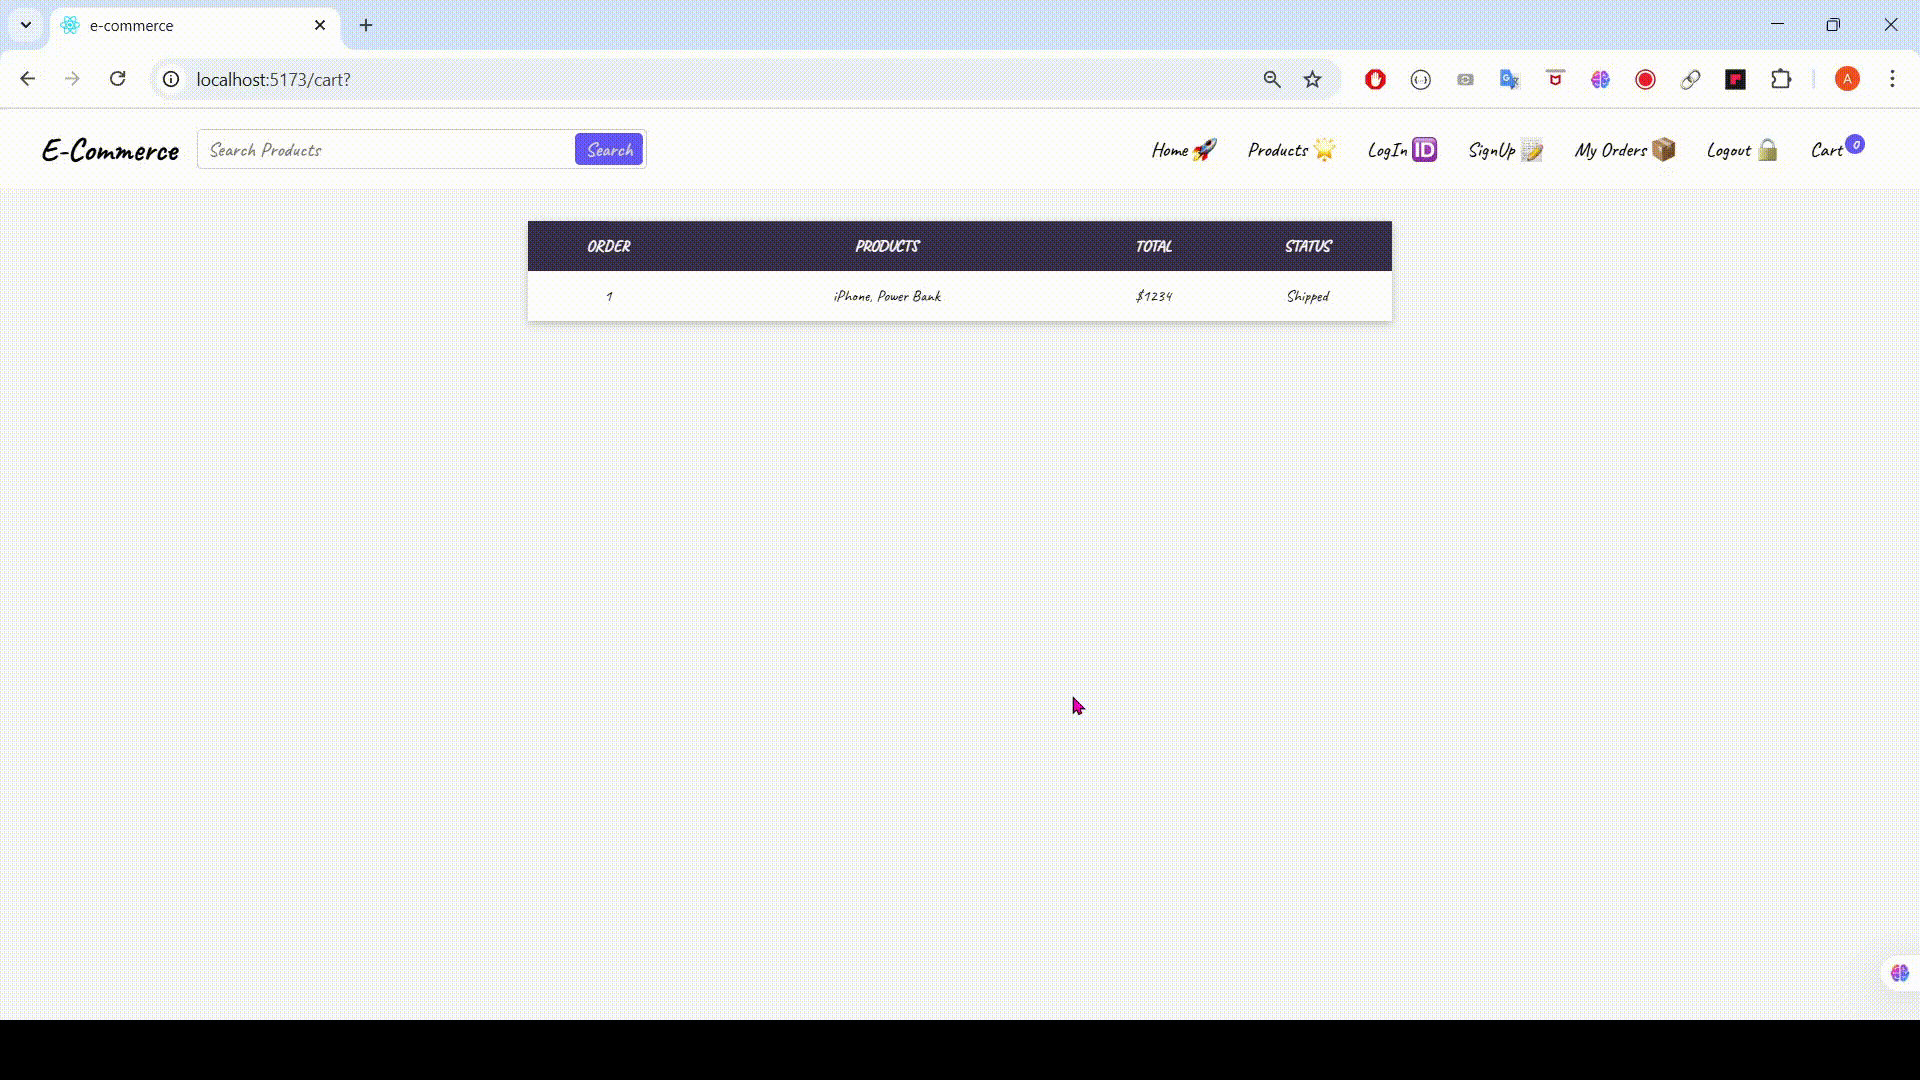 e-commerce
localhost:5173/cart?
A
E-Commerce
Search Products
Search
Home
Products
LogIn ID
SignUp
My Orders
Logout
Cart 0
ORDER PRODUCTS TOTAL STATUS
1 iPhone, Power Bank $1234 Shipped